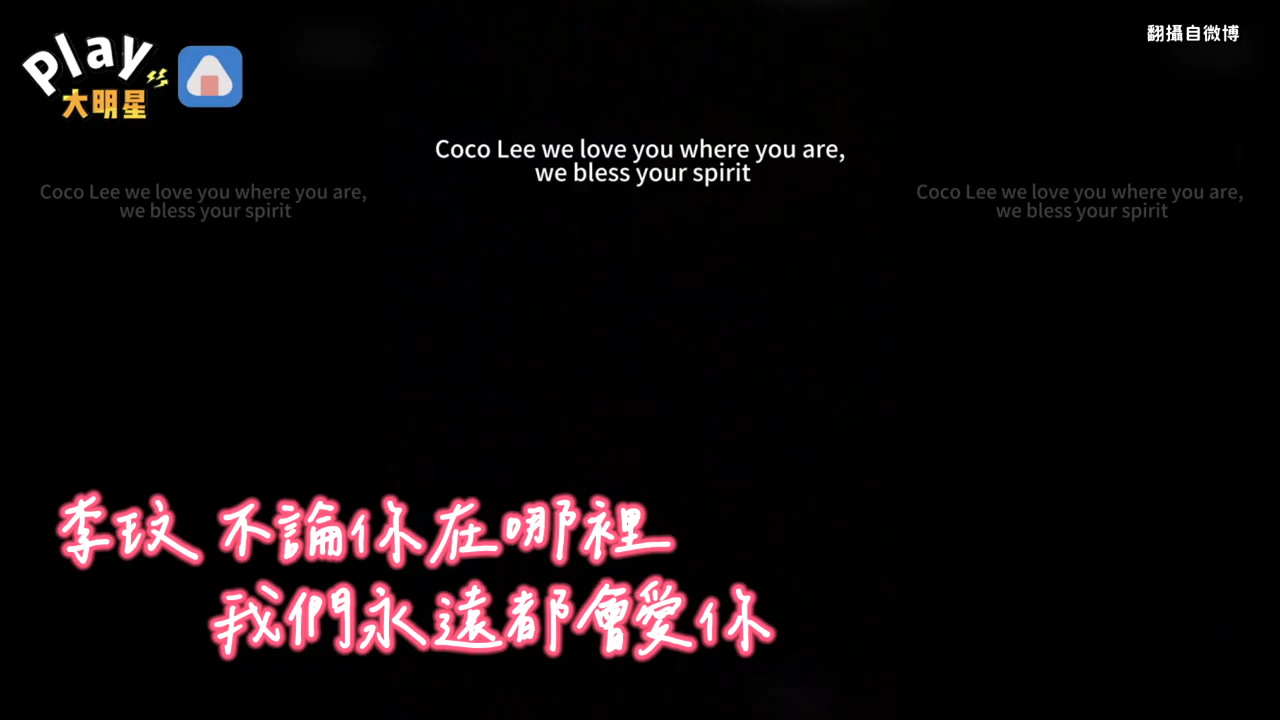 Play
大明星
翻攝自微博
Coco Lee we love you where you are,
we bless your spirit
Coco Lee we love you where you are,
we bless your spirit
Coco Lee we love you where you are,
we bless your spirit
李玟 不論你在哪裡
我們永遠都會愛你